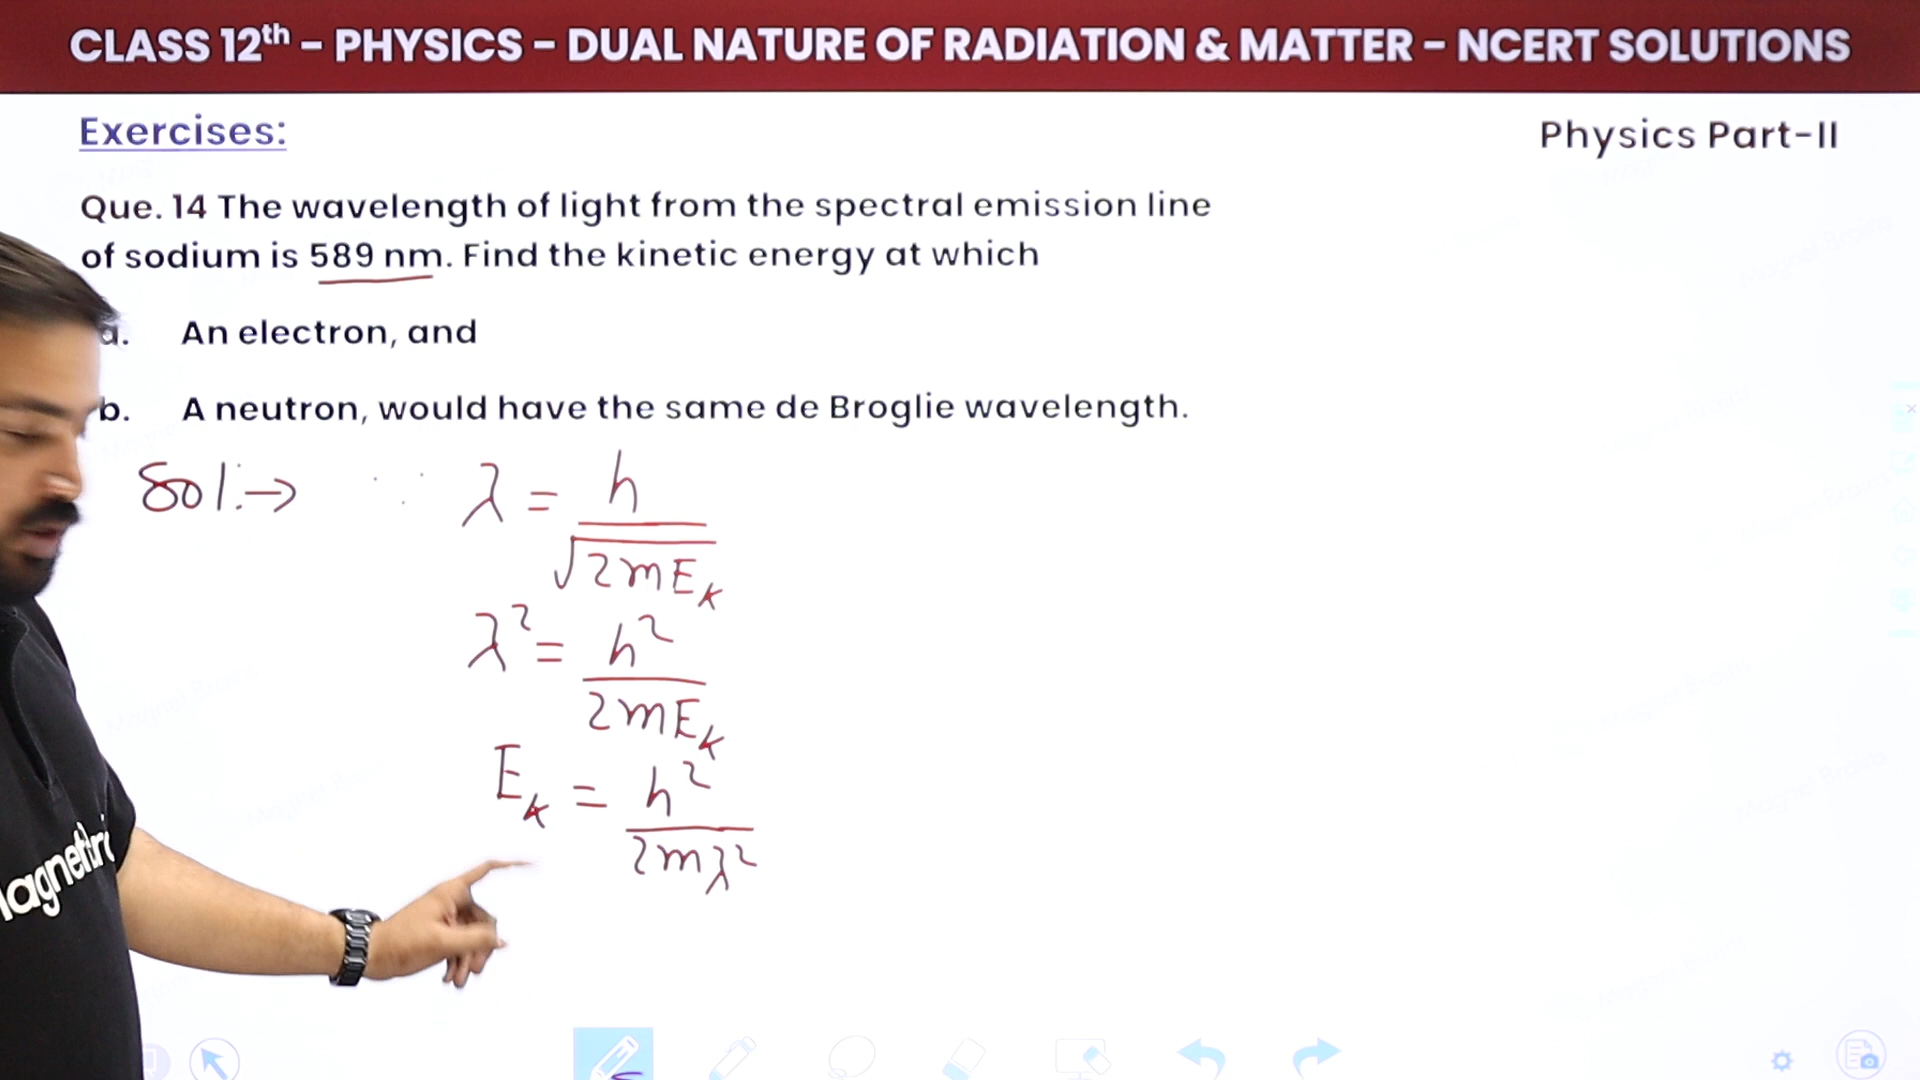 CLASS 12th – PHYSICS – DUAL NATURE OF RADIATION & MATTER – NCERT SOLUTIONS
Exercises:
Physics Part-II
Que. 14 The wavelength of light from the spectral emission line
of sodium is 589 nm. Find the kinetic energy at which
a. An electron, and
b. A neutron, would have the same de Broglie wavelength.
Sol:→ ∵ λ = h
√2mEk
λ² = h²
2mEk
Ek = h²
2mλ²